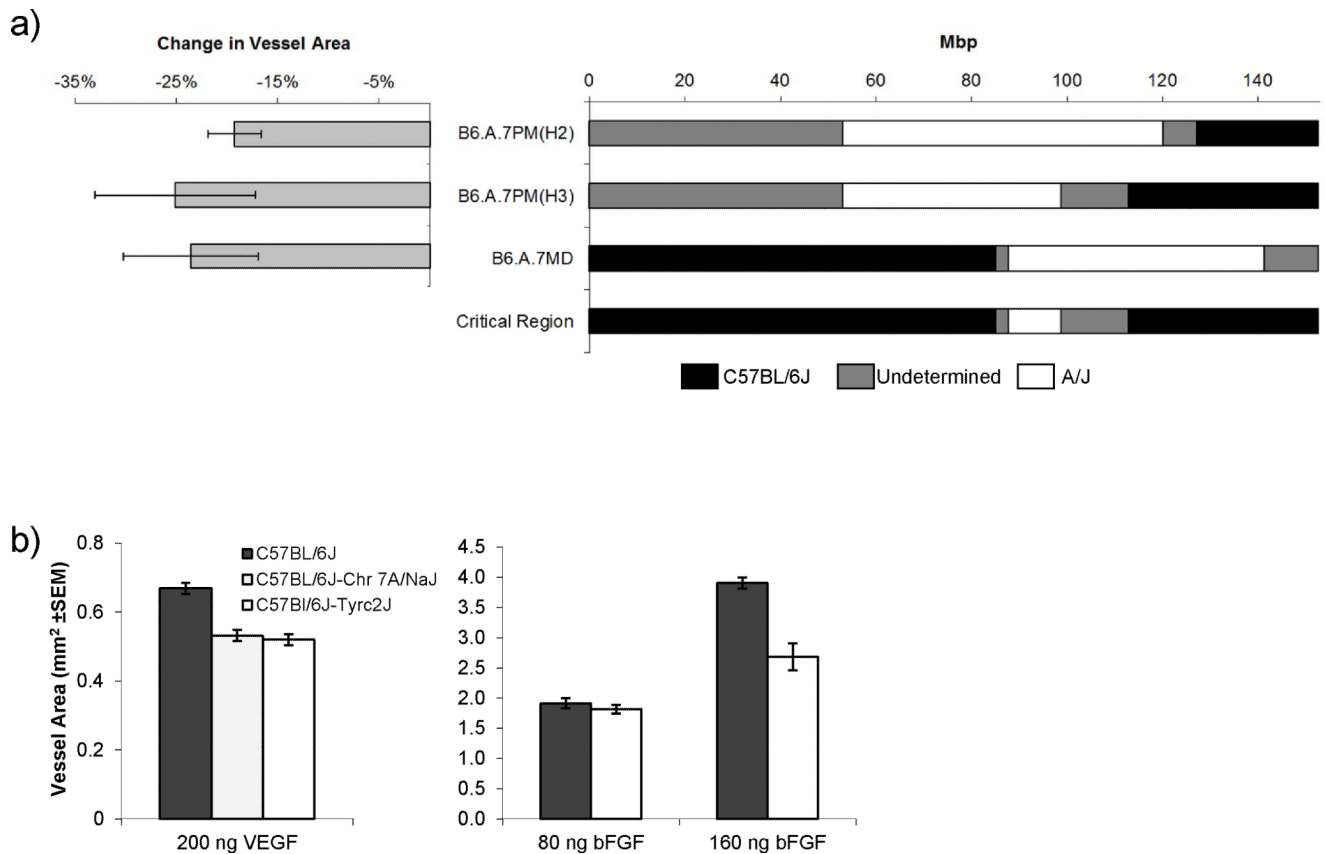 a)
Change in Vessel Area
Mbp
-35% -25% -15% -5%
0 20 40 60 80 100 120 140
B6.A.7PM(H2)
B6.A.7PM(H3)
B6.A.7MD
Critical Region
C57BL/6J Undetermined A/J
b)
Vessel Area (mm² ±SEM)
0.8
0.6
0.4
0.2
0
C57BL/6J
C57BL/6J-Chr 7A/NaJ
C57Bl/6J-Tyrc2J
200 ng VEGF
4.5
4.0
3.5
3.0
2.5
2.0
1.5
1.0
0.5
0.0
80 ng bFGF 160 ng bFGF